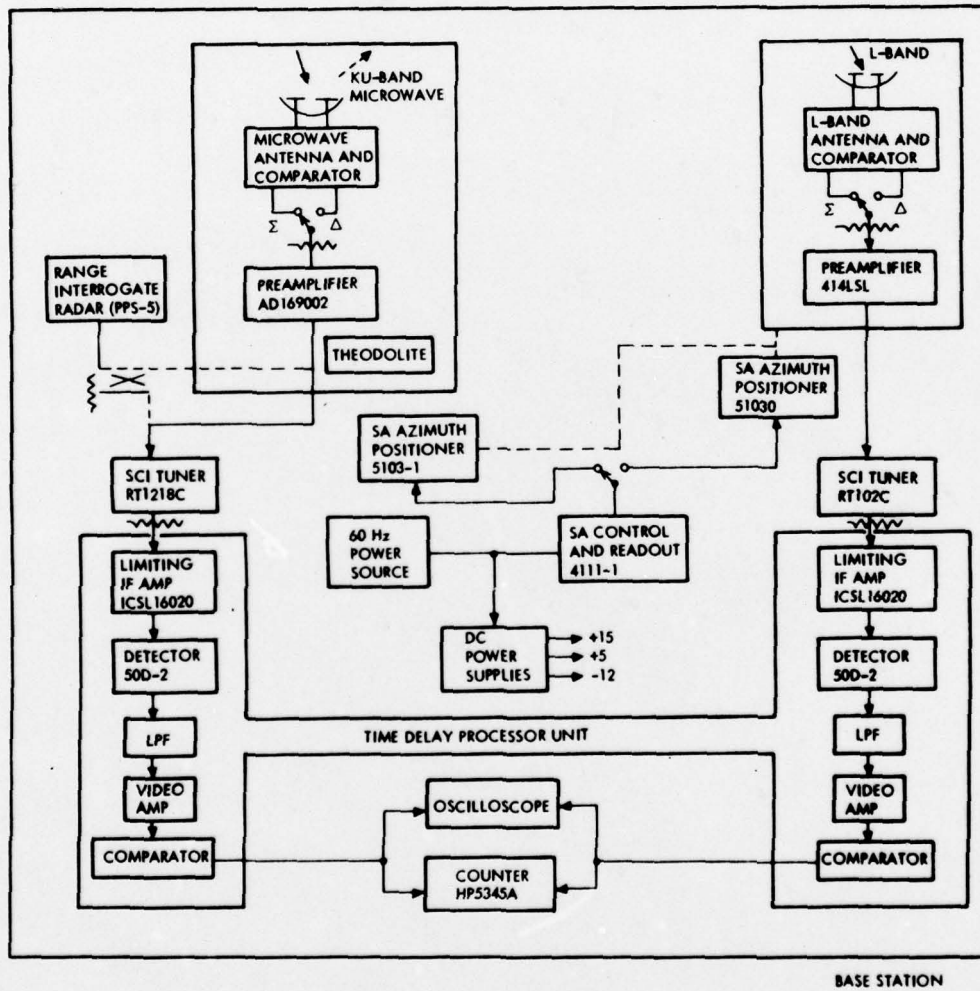 KU-BAND
MICROWAVE
MICROWAVE
ANTENNA AND
COMPARATOR
Σ
Δ
PREAMPLIFIER
AD169002
THEODOLITE
RANGE
INTERROGATE
RADAR (PPS-5)
L-BAND
L-BAND
ANTENNA AND
COMPARATOR
Σ
Δ
PREAMPLIFIER
414LSL
SA AZIMUTH
POSITIONER
51030
SA AZIMUTH
POSITIONER
5103-1
SCI TUNER
RT1218C
SCI TUNER
RT102C
60 Hz
POWER
SOURCE
SA CONTROL
AND READOUT
4111-1
DC
POWER
SUPPLIES
+15
+5
-12
LIMITING
IF AMP
ICSL16020
DETECTOR
50D-2
LPF
VIDEO
AMP
COMPARATOR
LIMITING
IF AMP
ICSL16020
DETECTOR
50D-2
LPF
VIDEO
AMP
COMPARATOR
TIME DELAY PROCESSOR UNIT
OSCILLOSCOPE
COUNTER
HP5345A
BASE STATION